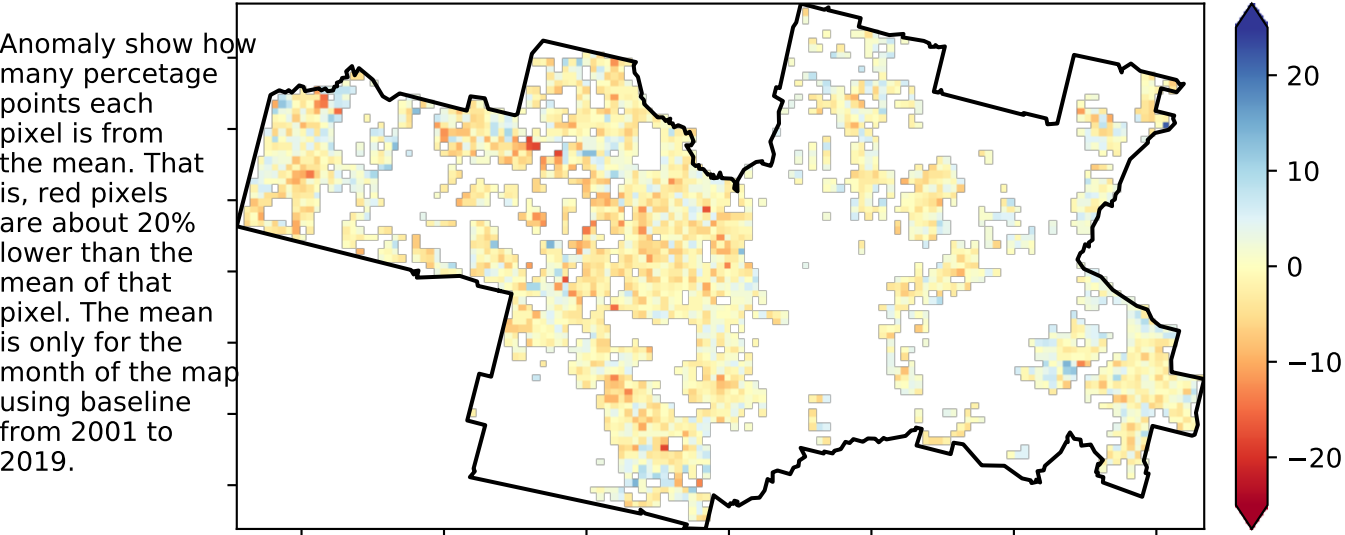 Anomaly show how
many percetage
points each
pixel is from
the mean. That
is, red pixels
are about 20%
lower than the
mean of that
pixel. The mean
is only for the
month of the map
using baseline
from 2001 to
2019.
20
10
0
−10
−20